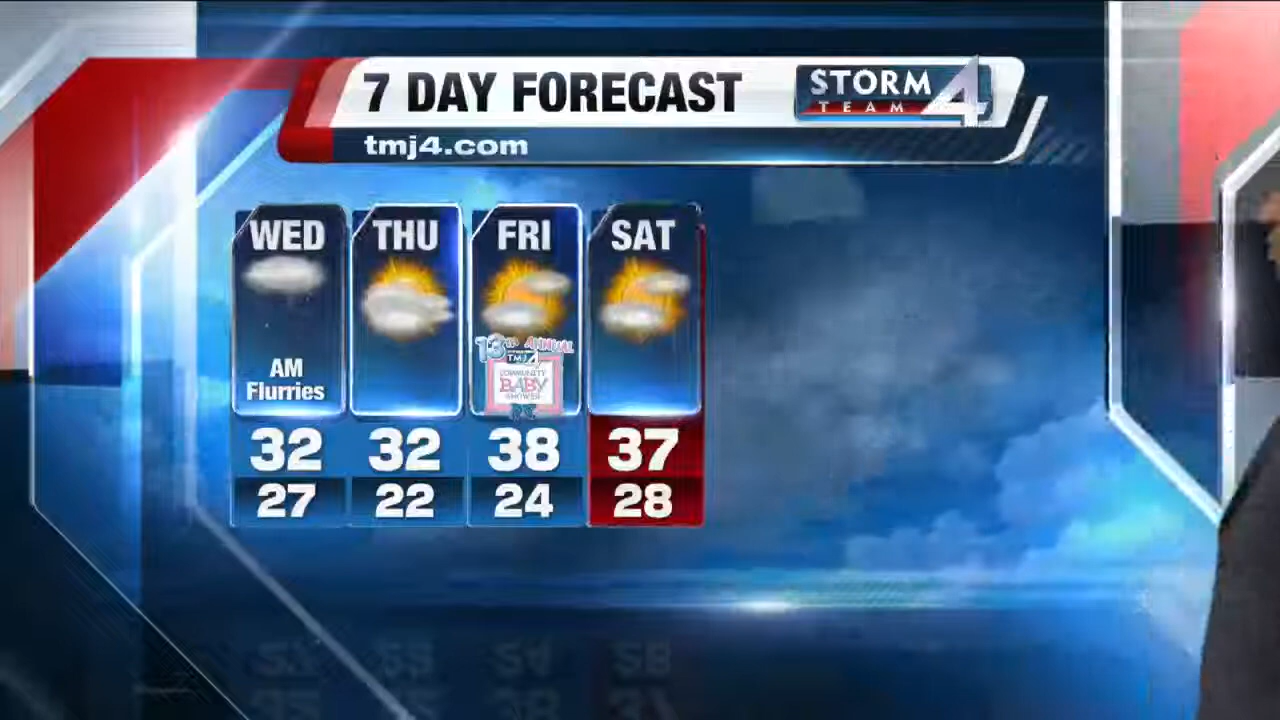 7 DAY FORECAST
STORM
TEAM 4
tmj4.com
WED
THU
FRI
SAT
AM
Flurries
13TH ANNUAL
TMJ4
COMMUNITY
BABY
SHOWER
32
32
38
37
27
22
24
28